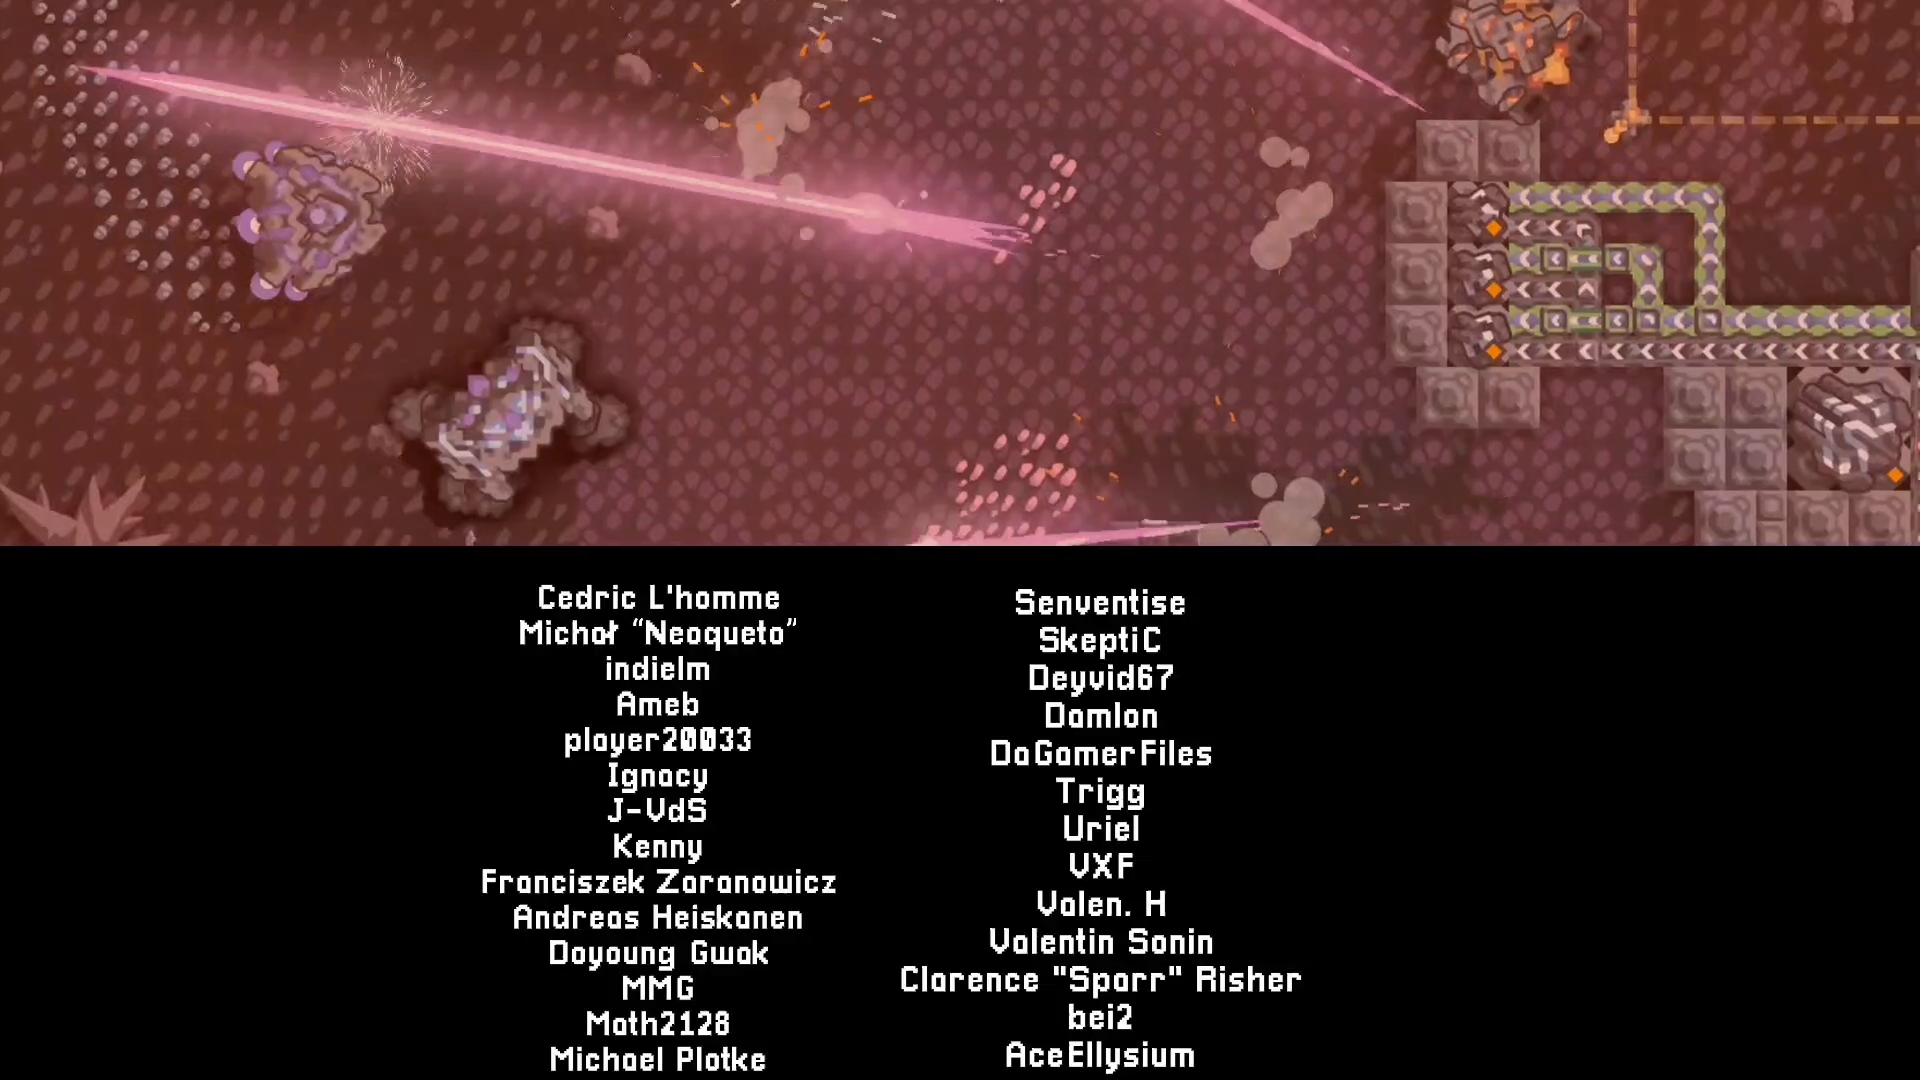 Cedric L'homme
Michał “Neoqueto”
indielm
Ameb
player20033
Ignacy
J-VdS
Kenny
Franciszek Zaranowicz
Andreas Heiskanen
Doyoung Gwak
MMG
Math2128
Michael Plotke
Senventise
SkeptiC
Deyvid67
Damlon
DaGamerFiles
Trigg
Uriel
VXF
Valen. H
Valentin Sonin
Clarence "Sparr" Risher
bei2
AceEllysium